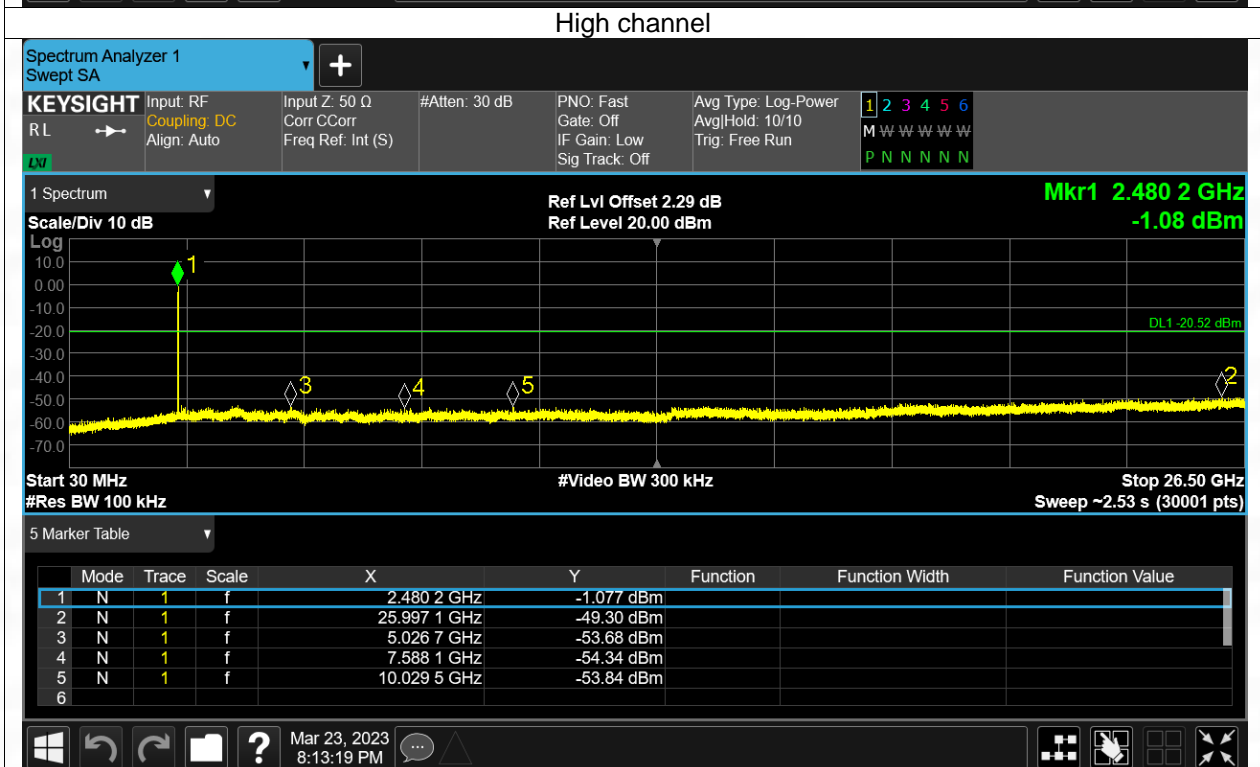 High channel
Spectrum Analyzer 1
Swept SA
+
KEYSIGHT
RL
LXI
Input: RF
Coupling: DC
Align: Auto
Input Z: 50 Ω
Corr CCorr
Freq Ref: Int (S)
#Atten: 30 dB
PNO: Fast
Gate: Off
IF Gain: Low
Sig Track: Off
Avg Type: Log-Power
Avg|Hold: 10/10
Trig: Free Run
1 2 3 4 5 6
M W W W W W
P N N N N N
1 Spectrum
Scale/Div 10 dB
Ref Lvl Offset 2.29 dB
Ref Level 20.00 dBm
Mkr1 2.480 2 GHz
-1.08 dBm
Log
10.0
0.00
-10.0
-20.0
-30.0
-40.0
-50.0
-60.0
-70.0
1
DL1 -20.52 dBm
3
4
5
2
Start 30 MHz
#Video BW 300 kHz
Stop 26.50 GHz
#Res BW 100 kHz
Sweep ~2.53 s (30001 pts)
5 Marker Table
Mode Trace Scale X Y Function Function Width Function Value
1 N 1 f 2.480 2 GHz -1.077 dBm
2 N 1 f 25.997 1 GHz -49.30 dBm
3 N 1 f 5.026 7 GHz -53.68 dBm
4 N 1 f 7.588 1 GHz -54.34 dBm
5 N 1 f 10.029 5 GHz -53.84 dBm
6
?
Mar 23, 2023
8:13:19 PM